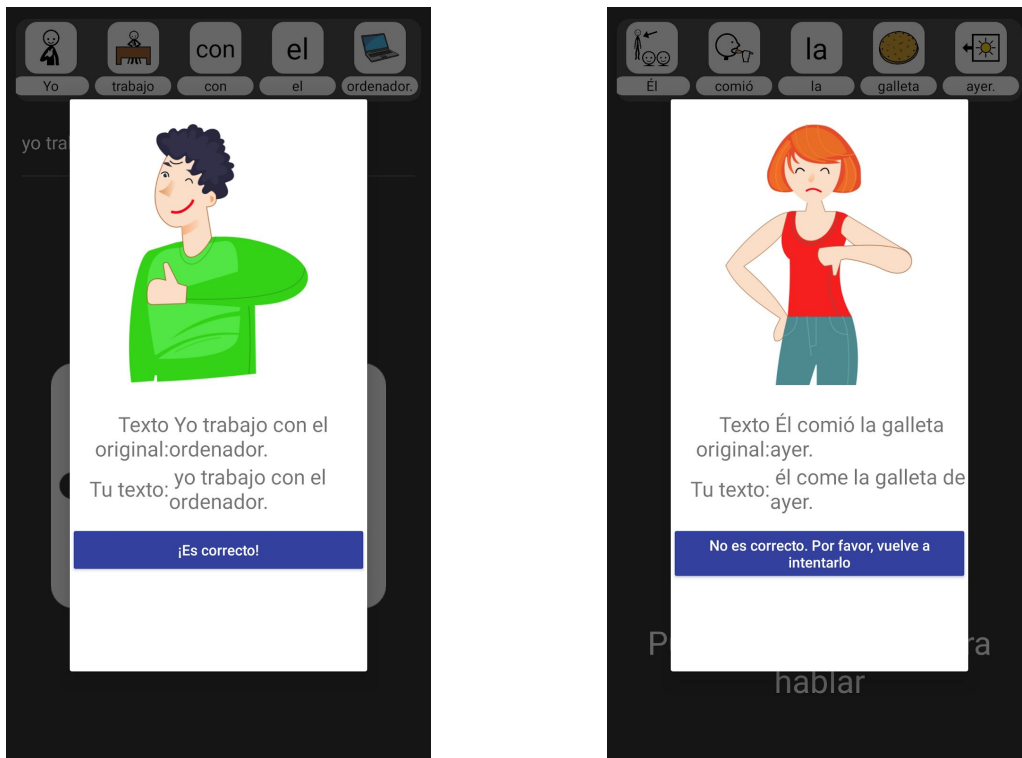 con el
Yo trabajo con el ordenador.
yo tra
Texto Yo trabajo con el
original: ordenador.
Tu texto: yo trabajo con el
ordenador.
¡Es correcto!
la
Él comió la galleta ayer.
Texto Él comió la galleta
original: ayer.
Tu texto: él come la galleta de
ayer.
No es correcto. Por favor, vuelve a
intentarlo
P ra
hablar